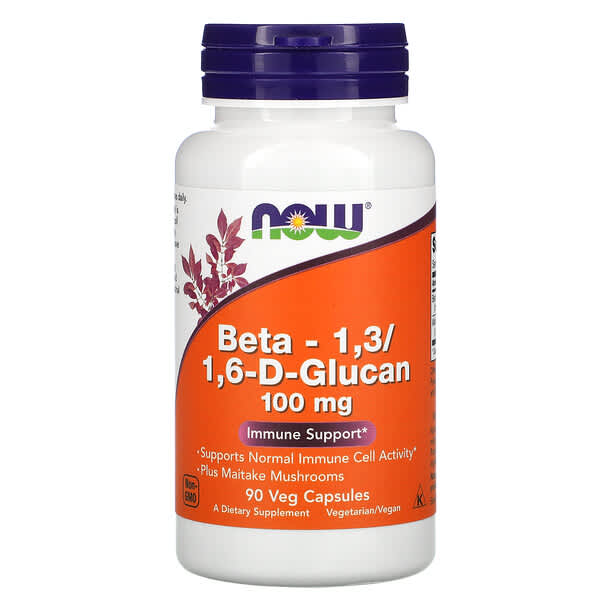 now®
Beta - 1,3/
1,6-D-Glucan
100 mg
Immune Support*
• Supports Normal Immune Cell Activity*
• Plus Maitake Mushrooms
90 Veg Capsules
Non-
GMO
A Dietary Supplement Vegetarian/Vegan
K